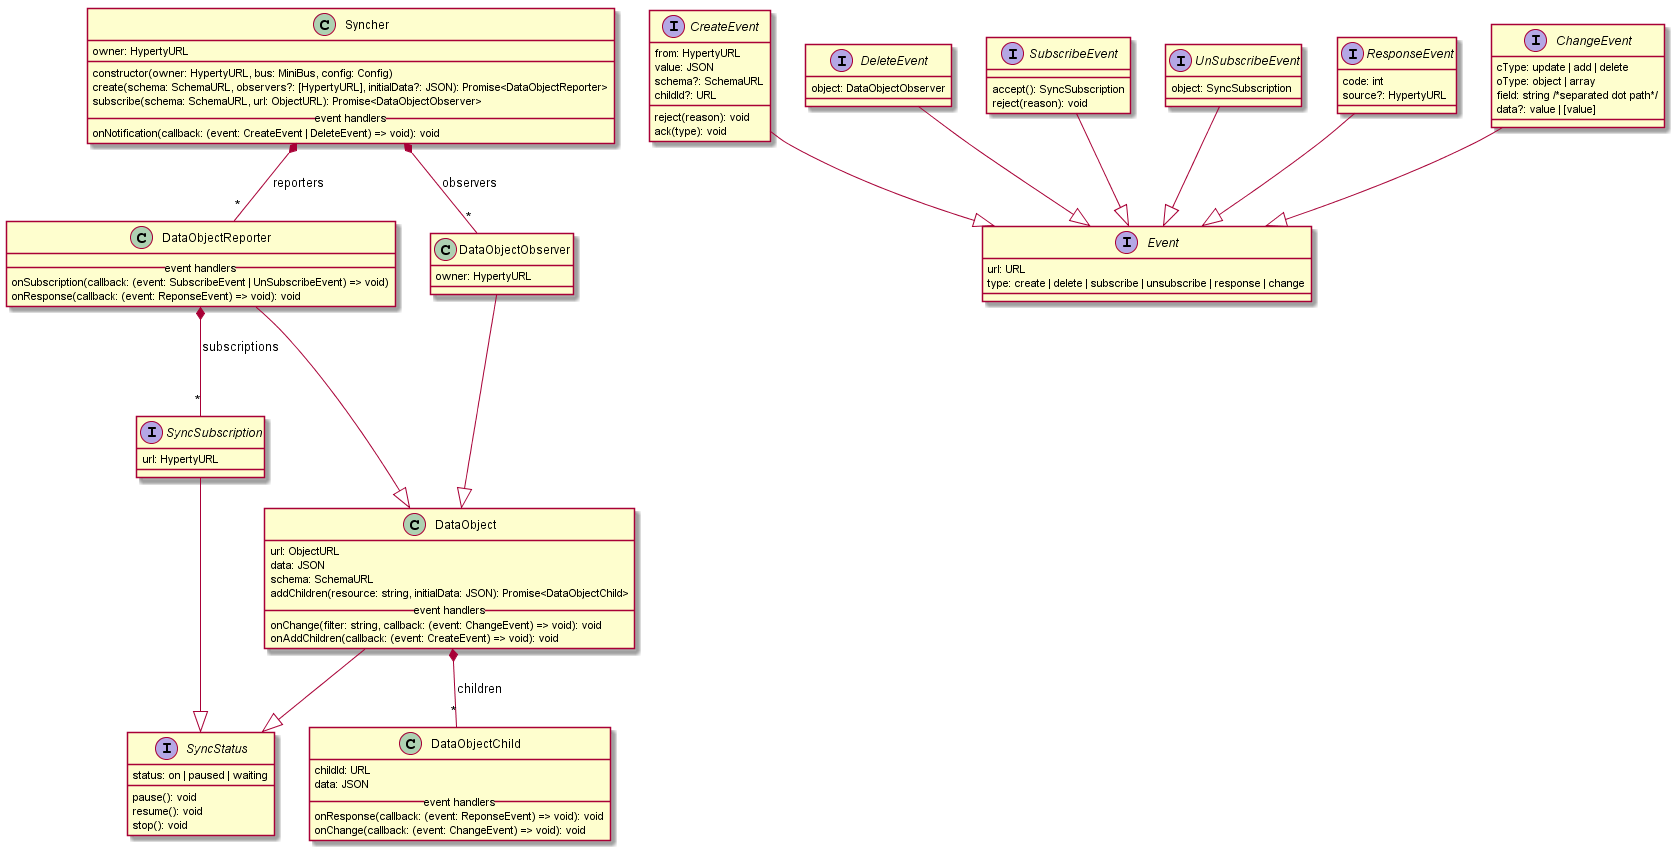 C Syncher
owner: HypertyURL
constructor(owner: HypertyURL, bus: MiniBus, config: Config)
create(schema: SchemaURL, observers?: [HypertyURL], initialData?: JSON): Promise<DataObjectReporter>
subscribe(schema: SchemaURL, url: ObjectURL): Promise<DataObjectObserver>
event handlers
onNotification(callback: (event: CreateEvent | DeleteEvent) => void): void
I CreateEvent
from: HypertyURL
value: JSON
schema?: SchemaURL
childId?: URL
reject(reason): void
ack(type): void
I DeleteEvent
object: DataObjectObserver
I SubscribeEvent
accept(): SyncSubscription
reject(reason): void
I UnSubscribeEvent
object: SyncSubscription
I ResponseEvent
code: int
source?: HypertyURL
I ChangeEvent
cType: update | add | delete
oType: object | array
field: string /*separated dot path*/
data?: value | [value]
reporters
*
observers
*
C DataObjectReporter
event handlers
onSubscription(callback: (event: SubscribeEvent | UnSubscribeEvent) => void)
onResponse(callback: (event: ReponseEvent) => void): void
C DataObjectObserver
owner: HypertyURL
I Event
url: URL
type: create | delete | subscribe | unsubscribe | response | change
subscriptions
*
I SyncSubscription
url: HypertyURL
C DataObject
url: ObjectURL
data: JSON
schema: SchemaURL
addChildren(resource: string, initialData: JSON): Promise<DataObjectChild>
event handlers
onChange(filter: string, callback: (event: ChangeEvent) => void): void
onAddChildren(callback: (event: CreateEvent) => void): void
children
*
I SyncStatus
status: on | paused | waiting
pause(): void
resume(): void
stop(): void
C DataObjectChild
childId: URL
data: JSON
event handlers
onResponse(callback: (event: ReponseEvent) => void): void
onChange(callback: (event: ChangeEvent) => void): void